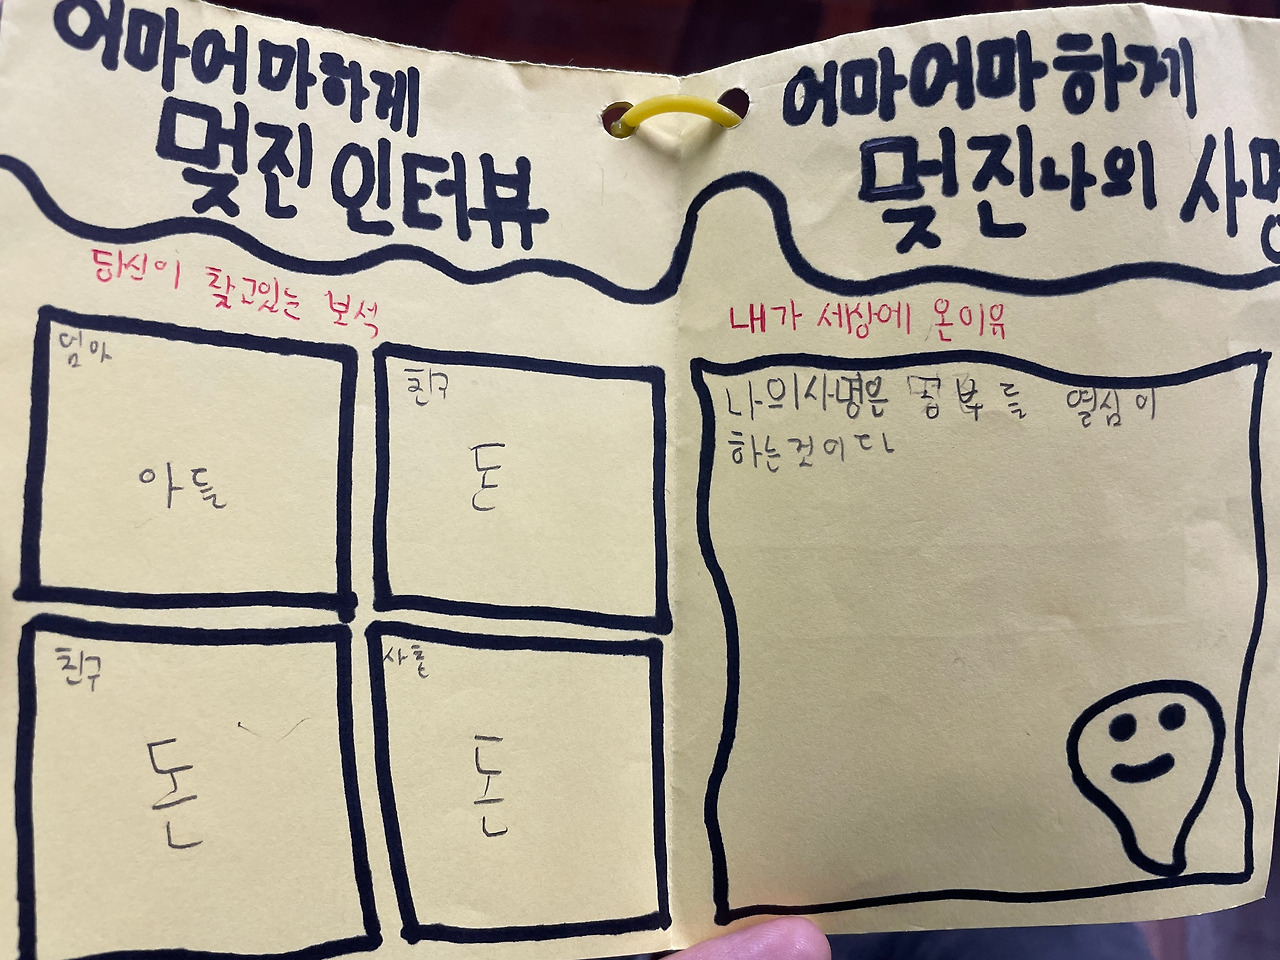 어마어마하게
멋진 인터뷰
당신이 찾고있는 보석
엄마
아들
친구
돈
친구
돈
사촌
돈
어마어마하게
멋진 나의 사명
내가 세상에 온이유
나의사명은 공부를 열심이
하는것이다